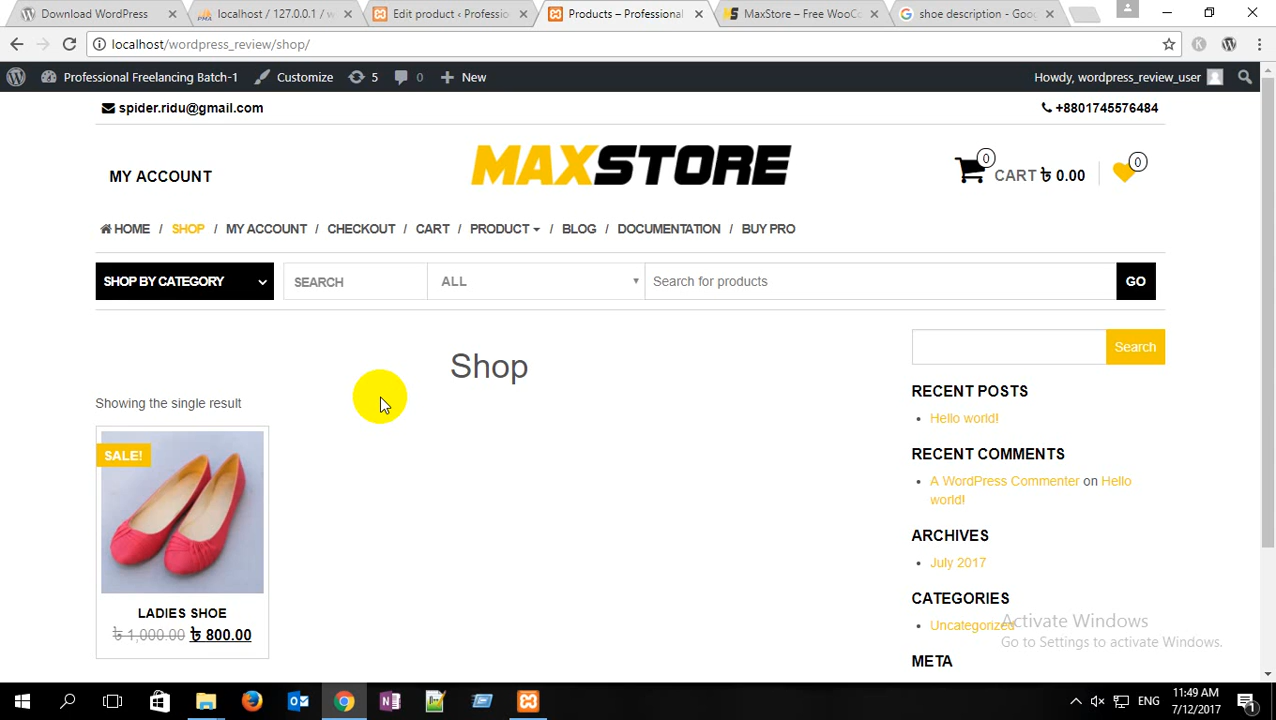 Download WordPress
localhost / 127.0.0.1 / w
Edit product ‹ Professio
Products – Professional
MaxStore – Free WooCo
shoe description - Goog
localhost/wordpress_review/shop/
Professional Freelancing Batch-1
Customize
5
0
New
Howdy, wordpress_review_user
spider.ridu@gmail.com
+8801745576484
MY ACCOUNT
MAXSTORE
0
CART ৳ 0.00
0
HOME / SHOP / MY ACCOUNT / CHECKOUT / CART / PRODUCT / BLOG / DOCUMENTATION / BUY PRO
SHOP BY CATEGORY
SEARCH
ALL
Search for products
GO
Shop
Search
Showing the single result
SALE!
LADIES SHOE
৳ 1,000.00 ৳ 800.00
RECENT POSTS
Hello world!
RECENT COMMENTS
A WordPress Commenter on Hello
world!
ARCHIVES
July 2017
CATEGORIES
Uncategorized
META
Activate Windows
Go to Settings to activate Windows.
ENG
11:49 AM
7/12/2017
1